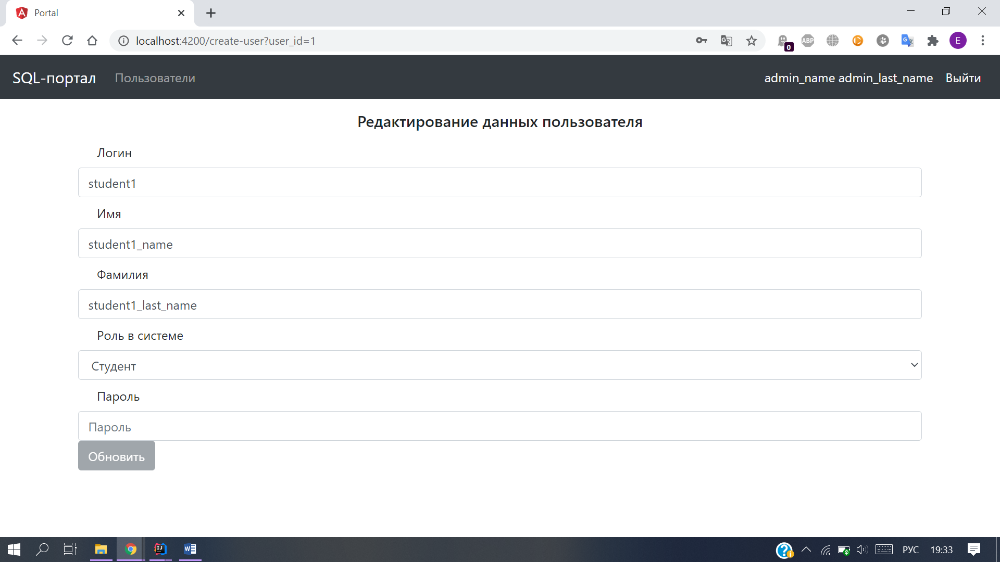 Portal
localhost:4200/create-user?user_id=1
0
ABP
E
SQL-портал Пользователи admin_name admin_last_name Выйти
Редактирование данных пользователя
Логин
student1
Имя
student1_name
Фамилия
student1_last_name
Роль в системе
Студент
Пароль
Пароль
Обновить
РУС 19:33